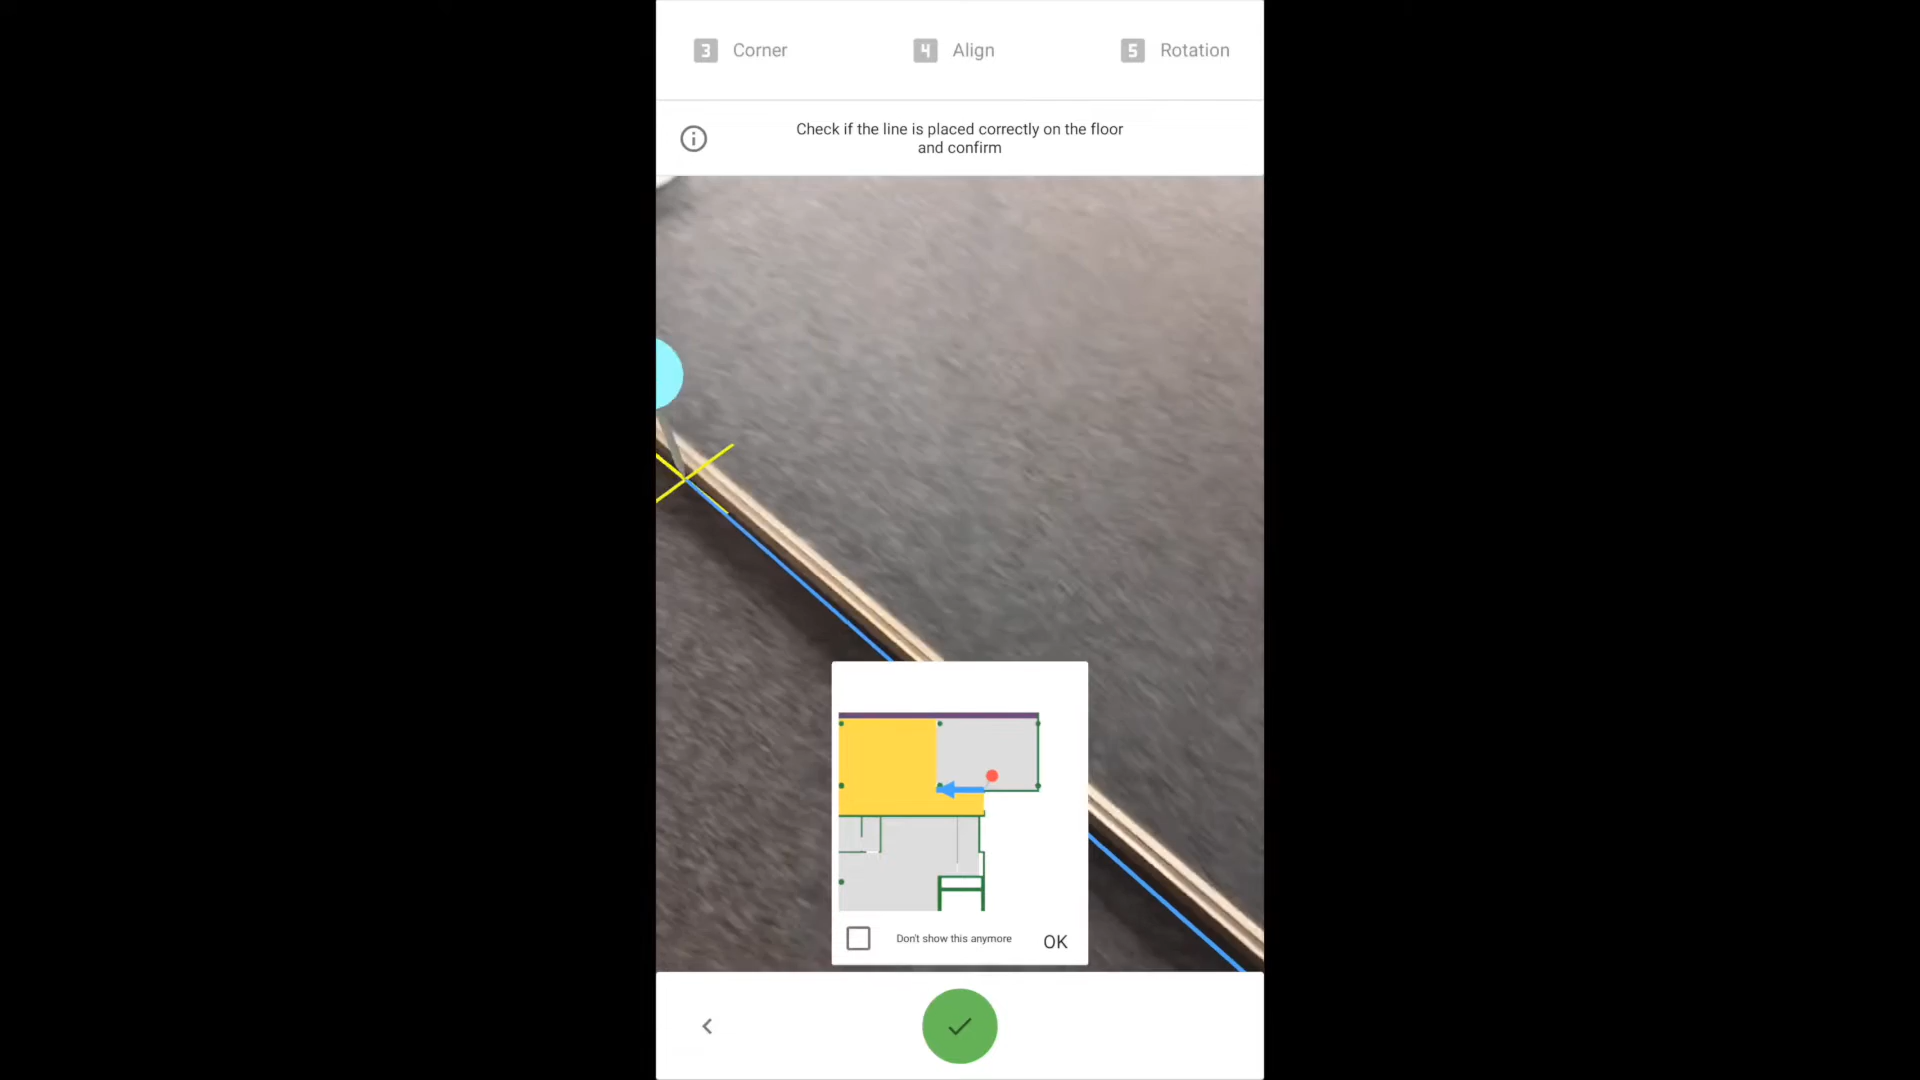 3 Corner 4 Align 5 Rotation
Check if the line is placed correctly on the floor
and confirm
Don't show this anymore OK